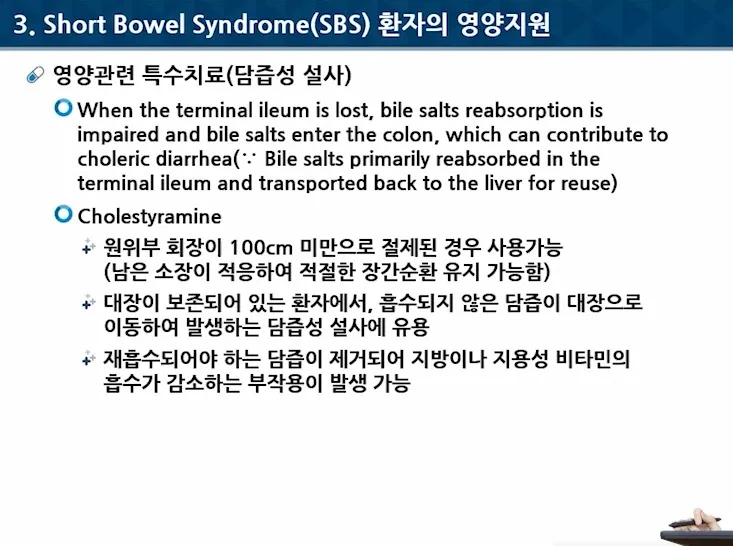 3. Short Bowel Syndrome(SBS) 환자의 영양지원
영양관련 특수치료(담즙성 설사)
When the terminal ileum is lost, bile salts reabsorption is
impaired and bile salts enter the colon, which can contribute to
choleric diarrhea(∵ Bile salts primarily reabsorbed in the
terminal ileum and transported back to the liver for reuse)
Cholestyramine
원위부 회장이 100cm 미만으로 절제된 경우 사용가능
(남은 소장이 적응하여 적절한 장간순환 유지 가능함)
대장이 보존되어 있는 환자에서, 흡수되지 않은 담즙이 대장으로
이동하여 발생하는 담즙성 설사에 유용
재흡수되어야 하는 담즙이 제거되어 지방이나 지용성 비타민의
흡수가 감소하는 부작용이 발생 가능